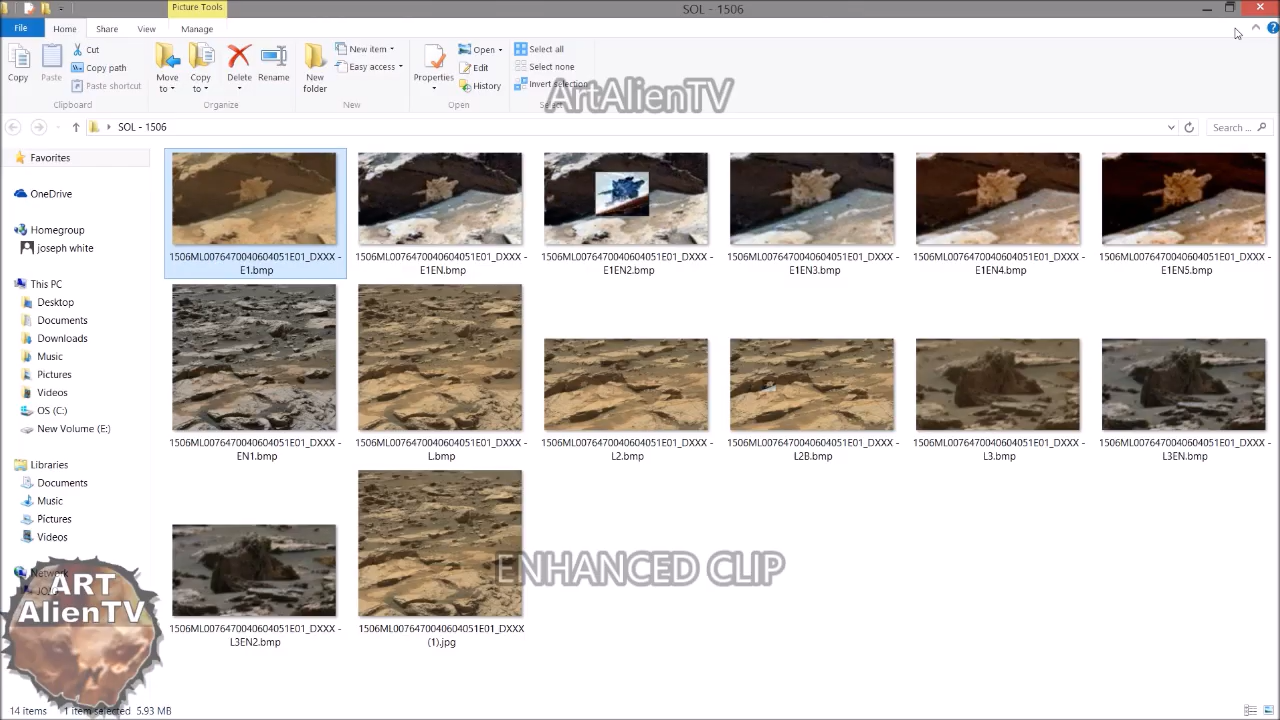 Picture Tools
SOL - 1506
File
Home
Share
View
Manage
Copy
Paste
Cut
Copy path
Paste shortcut
Clipboard
Move to
Copy to
Delete
Rename
Organize
New folder
New item
Easy access
New
Properties
Open
Edit
History
Open
Select all
Select none
Invert selection
Select
ArtAlienTV
SOL - 1506
Search ...
Favorites
OneDrive
Homegroup
joseph white
This PC
Desktop
Documents
Downloads
Music
Pictures
Videos
OS (C:)
New Volume (E:)
Libraries
Documents
Music
Pictures
Videos
Network
1506ML0076470040604051E01_DXXX -
E1.bmp
1506ML0076470040604051E01_DXXX -
E1EN.bmp
1506ML0076470040604051E01_DXXX -
E1EN2.bmp
1506ML0076470040604051E01_DXXX -
E1EN3.bmp
1506ML0076470040604051E01_DXXX -
E1EN4.bmp
1506ML0076470040604051E01_DXXX -
E1EN5.bmp
1506ML0076470040604051E01_DXXX -
EN1.bmp
1506ML0076470040604051E01_DXXX -
L.bmp
1506ML0076470040604051E01_DXXX -
L2.bmp
1506ML0076470040604051E01_DXXX -
L2B.bmp
1506ML0076470040604051E01_DXXX -
L3.bmp
1506ML0076470040604051E01_DXXX -
L3EN.bmp
1506ML0076470040604051E01_DXXX -
L3EN2.bmp
1506ML0076470040604051E01_DXXX
(1).jpg
ENHANCED CLIP
ART
AlienTV
14 items
1 item selected 5.93 MB